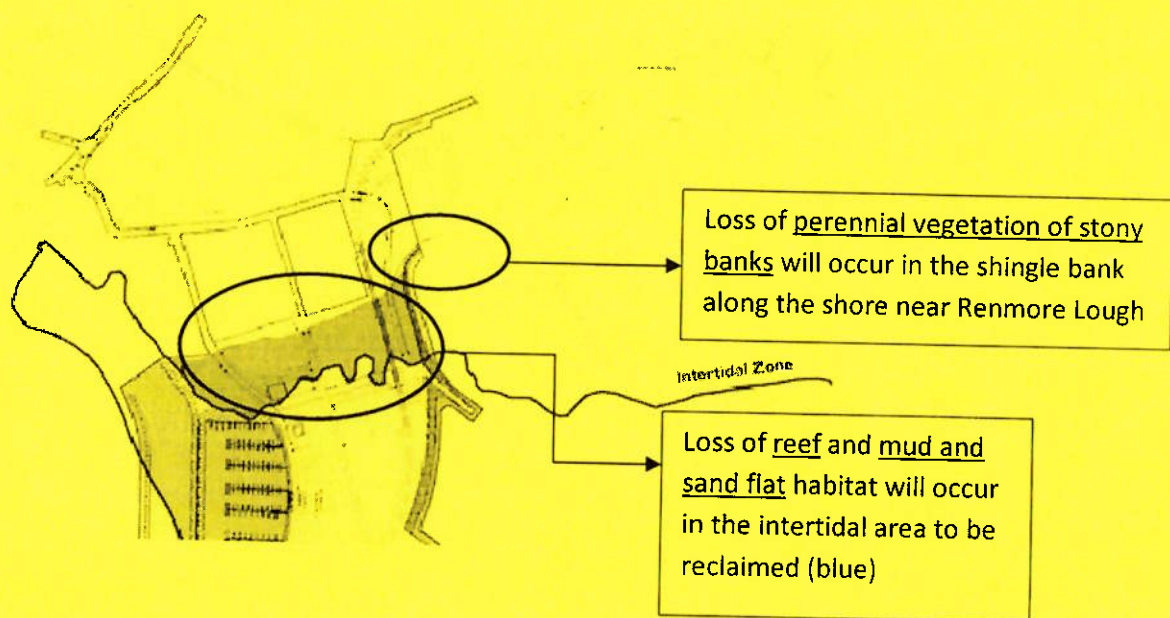 Loss of perennial vegetation of stony
banks will occur in the shingle bank
along the shore near Renmore Lough
Intertidal Zone
Loss of reef and mud and
sand flat habitat will occur
in the intertidal area to be
reclaimed (blue)